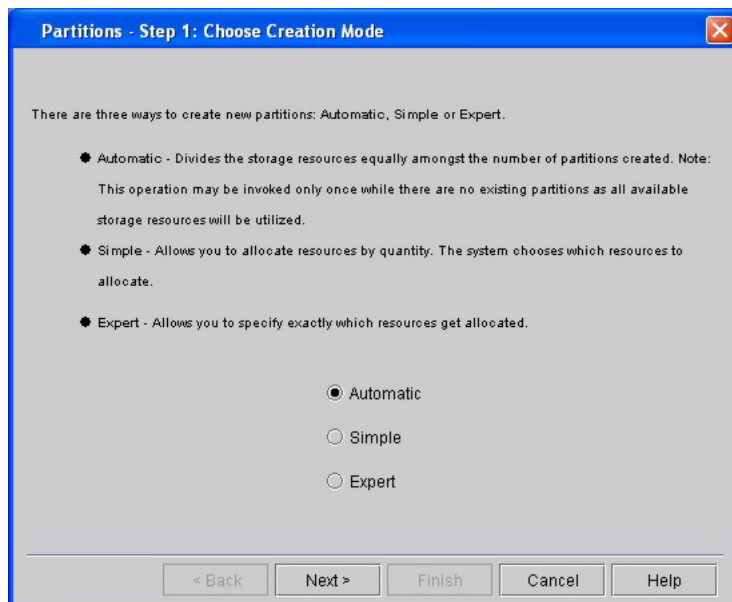 Partitions - Step 1: Choose Creation Mode
There are three ways to create new partitions: Automatic, Simple or Expert.
Automatic - Divides the storage resources equally amongst the number of partitions created. Note:
This operation may be invoked only once while there are no existing partitions as all available
storage resources will be utilized.
Simple - Allows you to allocate resources by quantity. The system chooses which resources to
allocate.
Expert - Allows you to specify exactly which resources get allocated.
Automatic
Simple
Expert
< Back Next > Finish Cancel Help